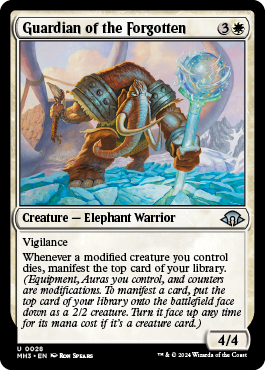 Guardian of the Forgotten 3
Creature — Elephant Warrior
Vigilance
Whenever a modified creature you control
dies, manifest the top card of your library.
(Equipment, Auras you control, and counters
are modifications. To manifest a card, put the
top card of your library onto the battlefield face
down as a 2/2 creature. Turn it face up any time
for its mana cost if it's a creature card.)
4/4
U 0028
MH3 • EN Ron Spears
™ & © 2024 Wizards of the Coast